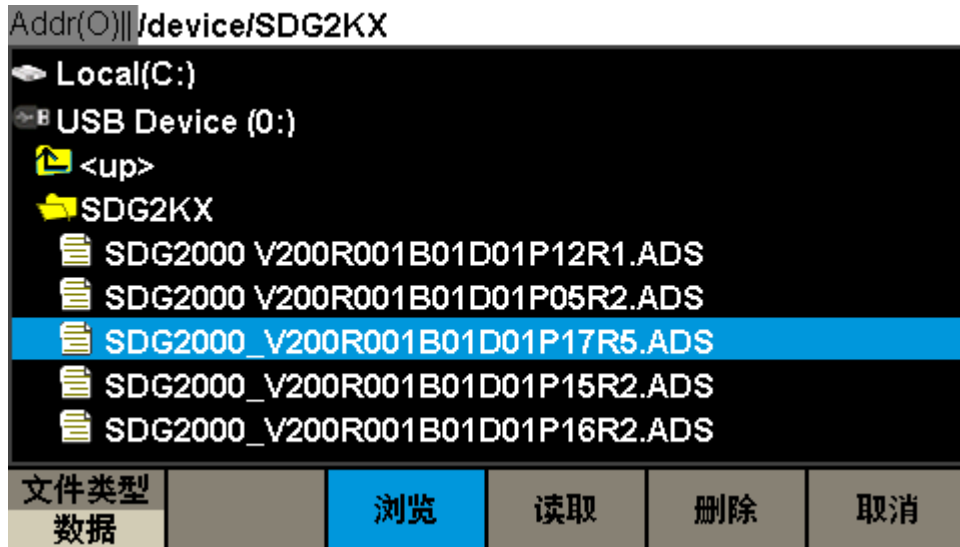 Addr(O)|| /device/SDG2KX
Local(C:)
USB Device (0:)
<up>
SDG2KX
SDG2000 V200R001B01D01P12R1.ADS
SDG2000 V200R001B01D01P05R2.ADS
SDG2000_V200R001B01D01P17R5.ADS
SDG2000_V200R001B01D01P15R2.ADS
SDG2000_V200R001B01D01P16R2.ADS
文件类型
数据
浏览
读取
删除
取消